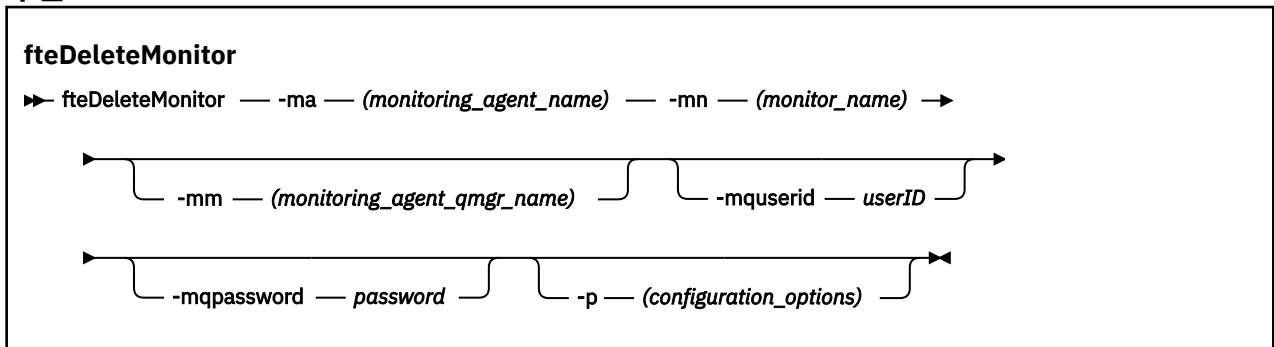 fteDeleteMonitor
fteDeleteMonitor -ma (monitoring_agent_name) -mn (monitor_name)
-mm (monitoring_agent_qmgr_name) -mquserid userID
-mqpassword password -p (configuration_options)